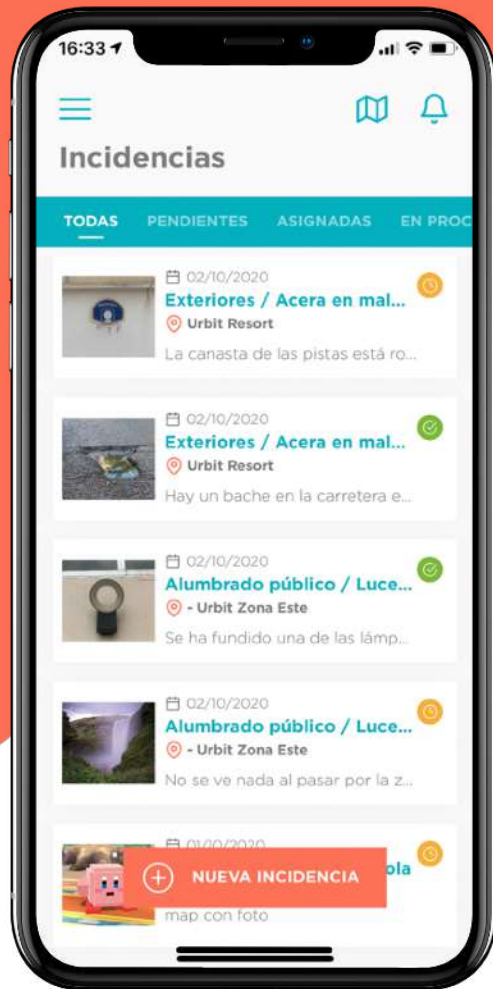 16:33
Incidencias
TODAS PENDIENTES ASIGNADAS EN PROC
02/10/2020
Exteriores / Acera en mal...
Urbit Resort
La canasta de las pistas está ro...
02/10/2020
Exteriores / Acera en mal...
Urbit Resort
Hay un bache en la carretera e...
02/10/2020
Alumbrado público / Luce...
- Urbit Zona Este
Se ha fundido una de las lámp...
02/10/2020
Alumbrado público / Luce...
- Urbit Zona Este
No se ve nada al pasar por la z...
01/10/2020
ola
NUEVA INCIDENCIA
map con foto